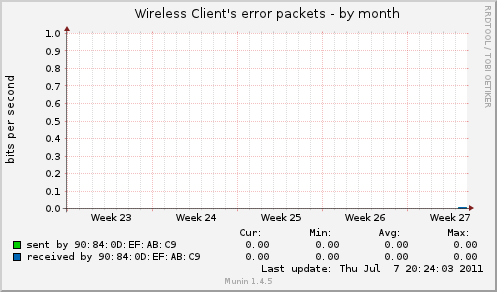 Wireless Client's error packets - by month
RRDTOOL / TOBI OETIKER
bits per second
1.0
0.9
0.8
0.7
0.6
0.5
0.4
0.3
0.2
0.1
0.0
Week 23 Week 24 Week 25 Week 26 Week 27
Cur: Min: Avg: Max:
sent by 90:84:0D:EF:AB:C9 0.00 0.00 0.00 0.00
received by 90:84:0D:EF:AB:C9 0.00 0.00 0.00 0.00
Last update: Thu Jul 7 20:24:03 2011
Munin 1.4.5